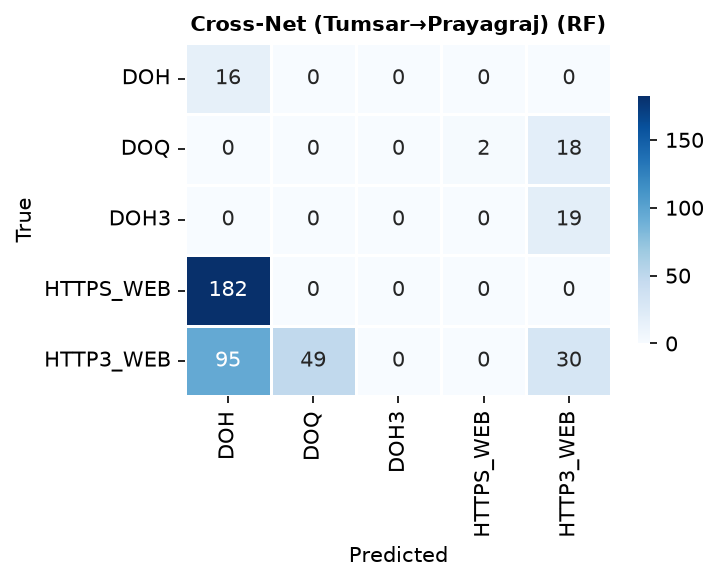 Cross-Net (Tumsar→Prayagraj) (RF)
True
DOH 16 0 0 0 0
DOQ 0 0 0 2 18
DOH3 0 0 0 0 19
HTTPS_WEB 182 0 0 0 0
HTTP3_WEB 95 49 0 0 30
DOH DOQ DOH3 HTTPS_WEB HTTP3_WEB
Predicted
150
100
50
0